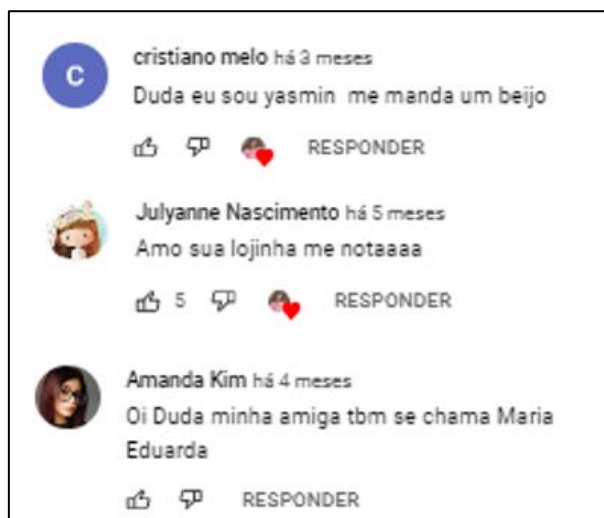 C
cristiano melo há 3 meses
Duda eu sou yasmin me manda um beijo
RESPONDER
Julyanne Nascimento há 5 meses
Amo sua lojinha me notaaaa
5 RESPONDER
Amanda Kim há 4 meses
Oi Duda minha amiga tbm se chama Maria
Eduarda
RESPONDER